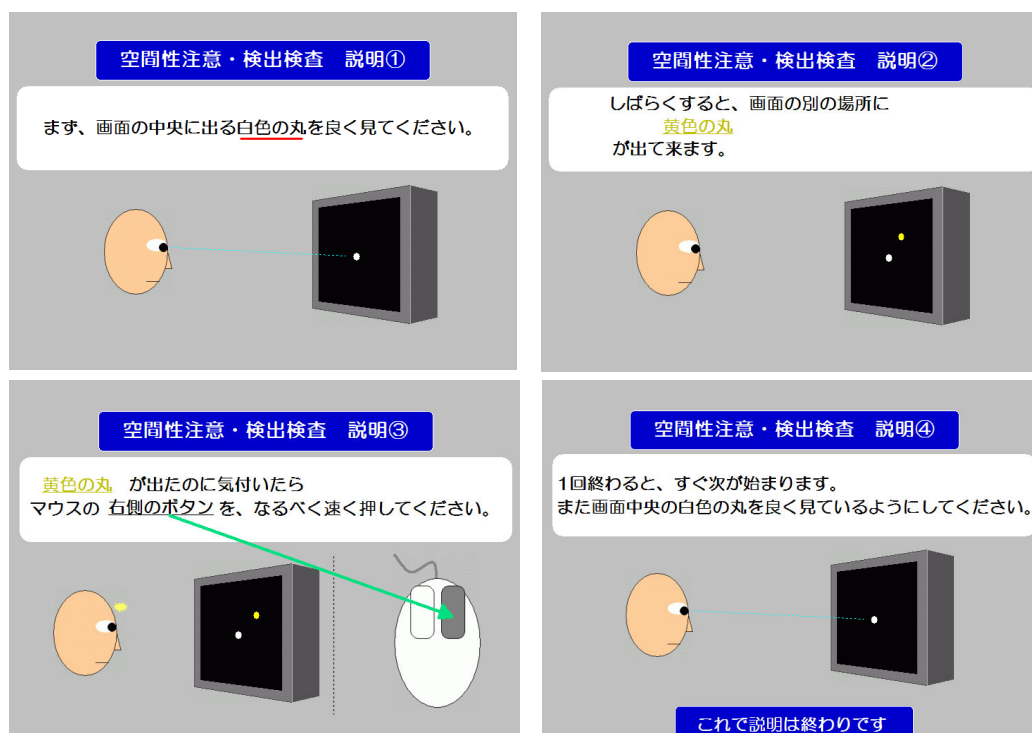 空間性注意・検出検査　説明①
まず、画面の中央に出る白色の丸を良く見てください。
空間性注意・検出検査　説明②
しばらくすると、画面の別の場所に
黄色の丸
が出て来ます。
空間性注意・検出検査　説明③
黄色の丸　が出たのに気付いたら
マウスの 右側のボタン を、なるべく速く押してください。
空間性注意・検出検査　説明④
1回終わると、すぐ次が始まります。
また画面中央の白色の丸を良く見ているようにしてください。
これで説明は終わりです